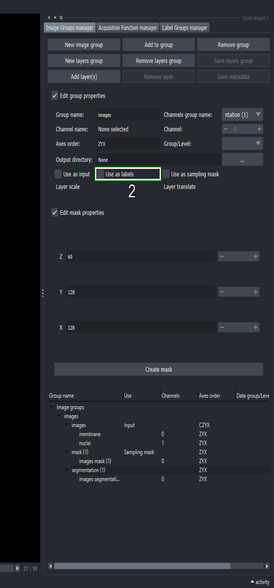 Dock widget 1
Image Groups manager Acquisition Function manager Label Groups manager
New image group Add to group Remove group
New layers group Remove layers group Save layers group
Add layer(s) Remove layer Save metadata
Edit group properties
Group name: images Channels group name: ntation (1)
Channel name: None selected Channel: 0
Axes order: ZYX Group/Level:
Output directory: None ...
Use as input Use as labels Use as sampling mask
Layer scale 2 Layer translate
Edit mask properties
Z 60
Y 128
X 128
Create mask
Group name Use Channels Axes order Data group/Leve
Image groups
images
images Input CZYX
membrane 0 ZYX
nuclei 1 ZYX
mask (1) Sampling mask ZYX
images mask (1) 0 ZYX
segmentation (1) ZYX
images segmentati... 0 ZYX
27 59
activity